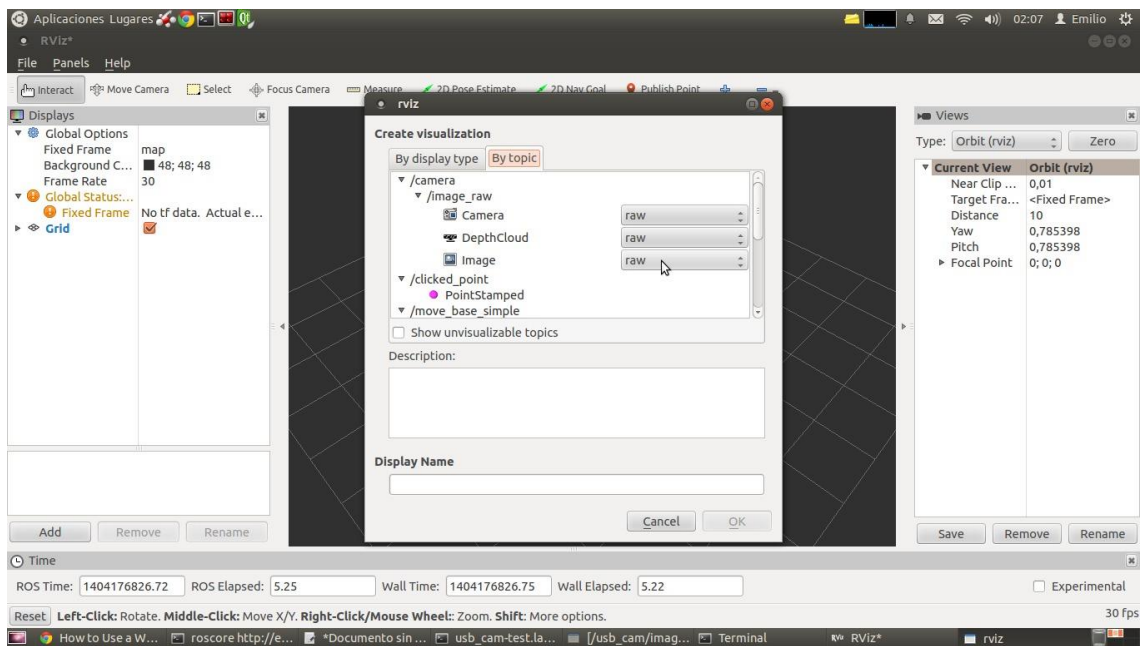 Aplicaciones Lugares 02:07 Emilio
RViz*
File Panels Help
Interact Move Camera Select Focus Camera Measure 2D Pose Estimate 2D Nav Goal Publish Point
Displays
Global Options
Fixed Frame map
Background C... 48; 48; 48
Frame Rate 30
Global Status:...
Fixed Frame No tf data. Actual e...
Grid
Add Remove Rename
rviz
Create visualization
By display type By topic
/camera
/image_raw
Camera raw
DepthCloud raw
Image raw
/clicked_point
PointStamped
/move_base_simple
Show unvisualizable topics
Description:
Display Name
Cancel OK
Views
Type: Orbit (rviz) Zero
Current View Orbit (rviz)
Near Clip ... 0,01
Target Fra... <Fixed Frame>
Distance 10
Yaw 0,785398
Pitch 0,785398
Focal Point 0; 0; 0
Save Remove Rename
Time
ROS Time: 1404176826.72 ROS Elapsed: 5.25 Wall Time: 1404176826.75 Wall Elapsed: 5.22 Experimental
Reset Left-Click: Rotate. Middle-Click: Move X/Y. Right-Click/Mouse Wheel:: Zoom. Shift: More options. 30 fps
How to Use a W... roscore http://e... *Documento sin ... usb_cam-test.la... [/usb_cam/imag... Terminal RViz* rviz